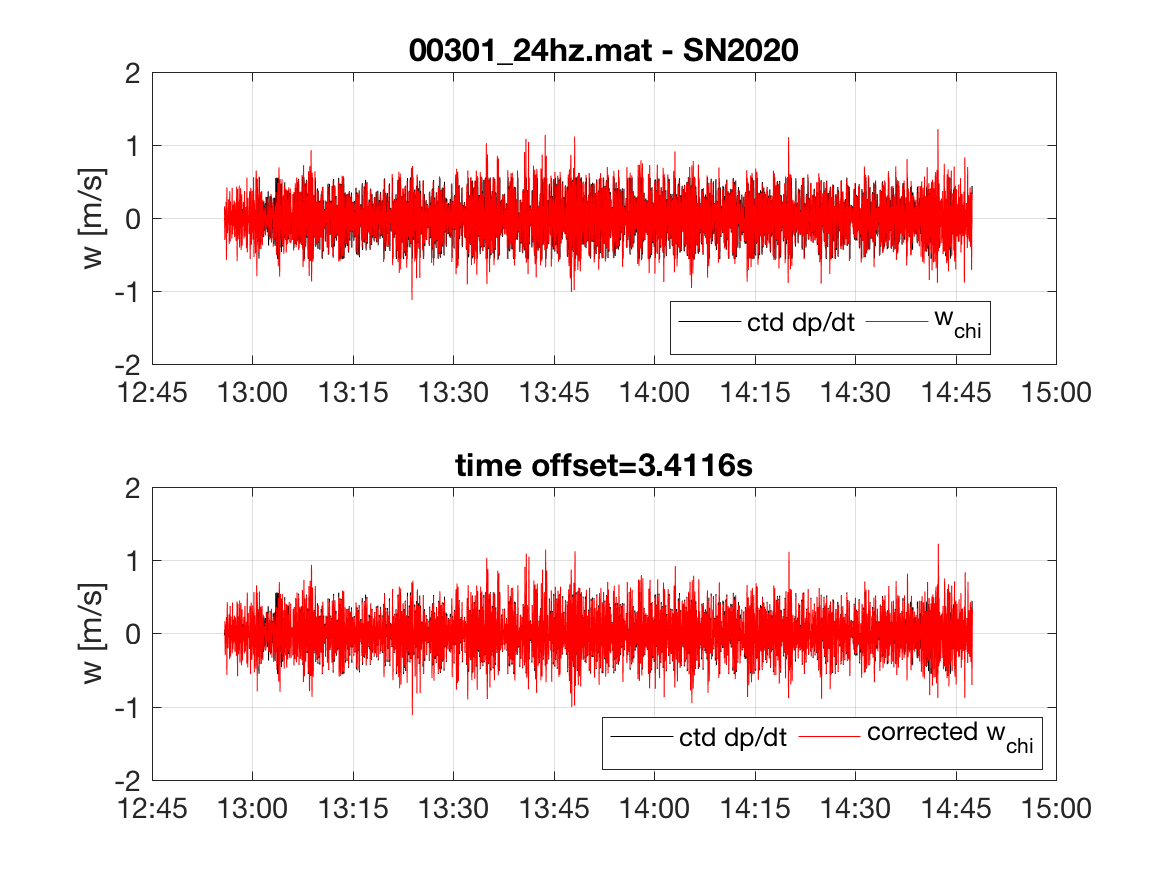 00301_24hz.mat - SN2020
2
1
0
-1
-2
w [m/s]
ctd dp/dt w_chi
12:45 13:00 13:15 13:30 13:45 14:00 14:15 14:30 14:45 15:00
time offset=3.4116s
2
1
0
-1
-2
w [m/s]
ctd dp/dt corrected w_chi
12:45 13:00 13:15 13:30 13:45 14:00 14:15 14:30 14:45 15:00